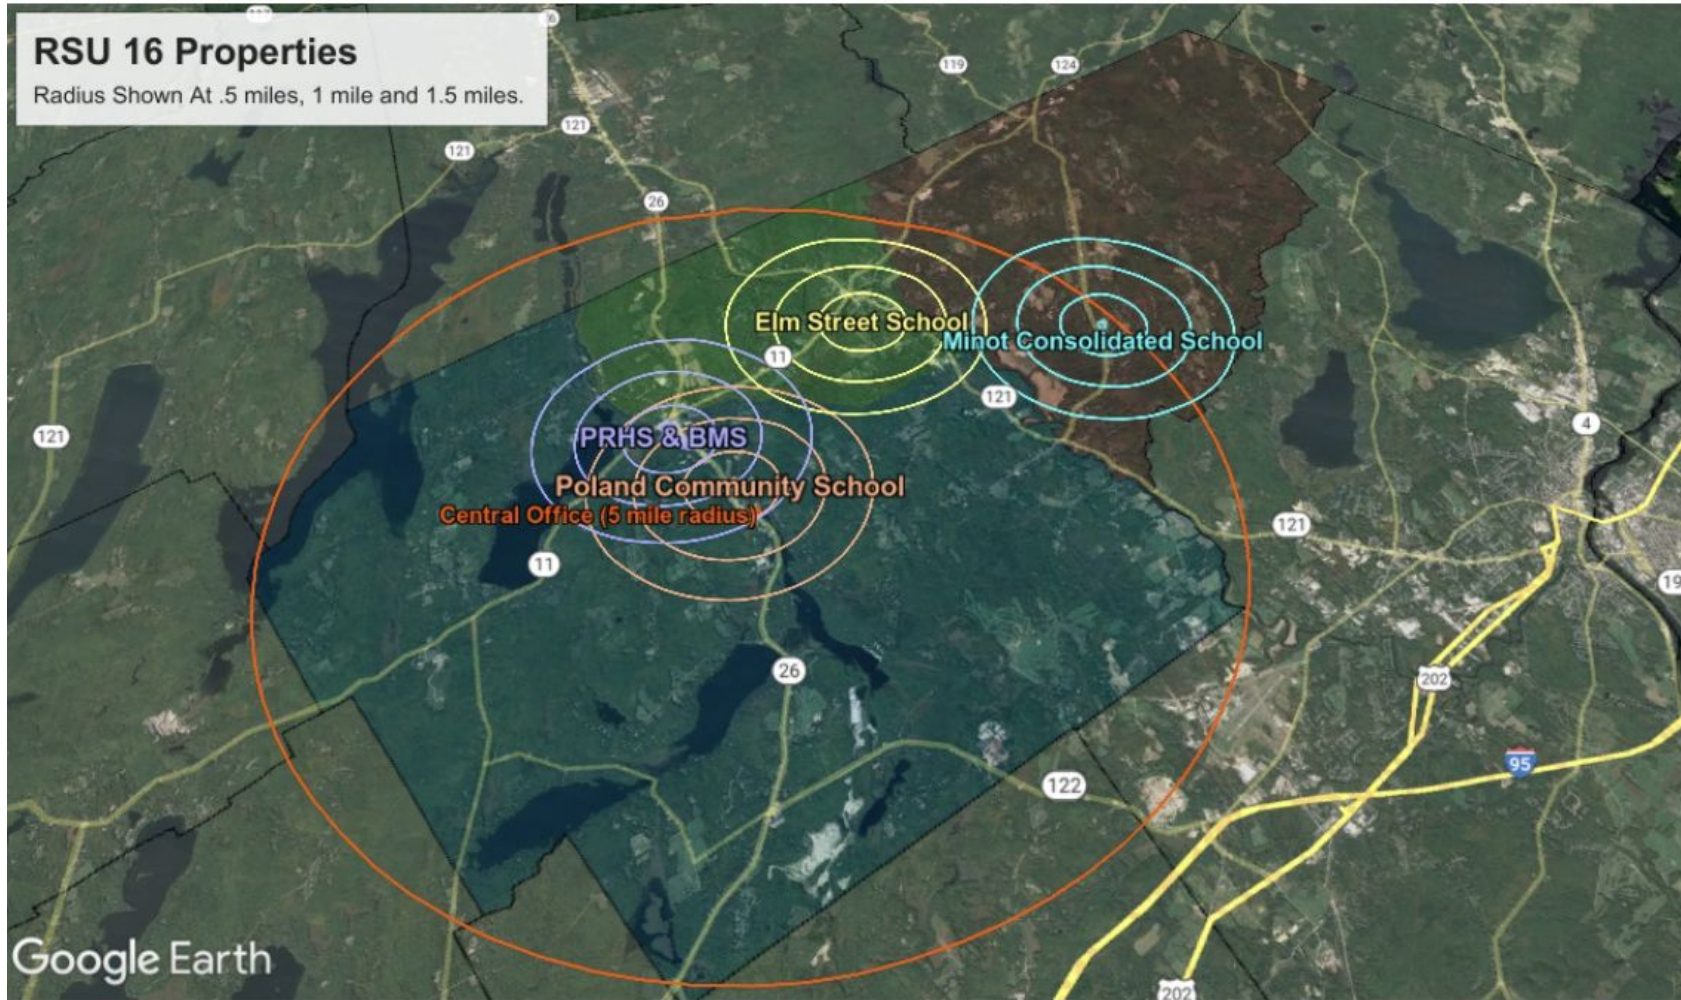 RSU 16 Properties
Radius Shown At .5 miles, 1 mile and 1.5 miles.
119
124
121
121
26
Elm Street School
Minot Consolidated School
11
121
121
4
PRHS & BMS
Poland Community School
Central Office (5 mile radius)
121
11
26
202
95
122
Google Earth
202